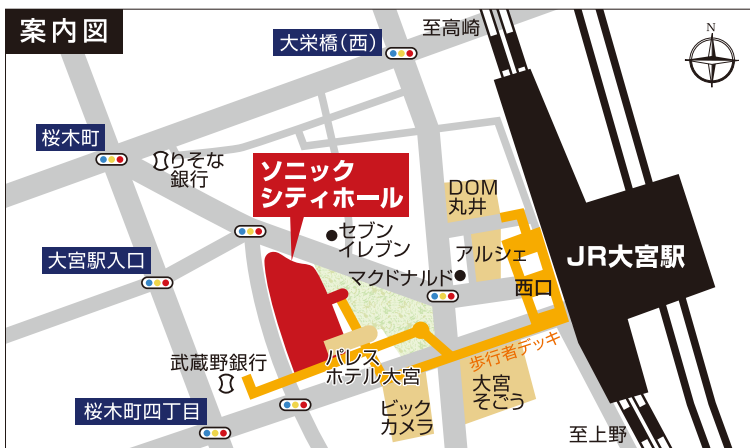 案内図
至高崎
N
大栄橋(西)
桜木町
りそな
銀行
ソニック
シティホール
DOM
丸井
セブン
イレブン
アルシェ
JR大宮駅
大宮駅入口
マクドナルド
西口
歩行者デッキ
武蔵野銀行
パレス
ホテル大宮
大宮
そごう
ビック
カメラ
桜木町四丁目
至上野